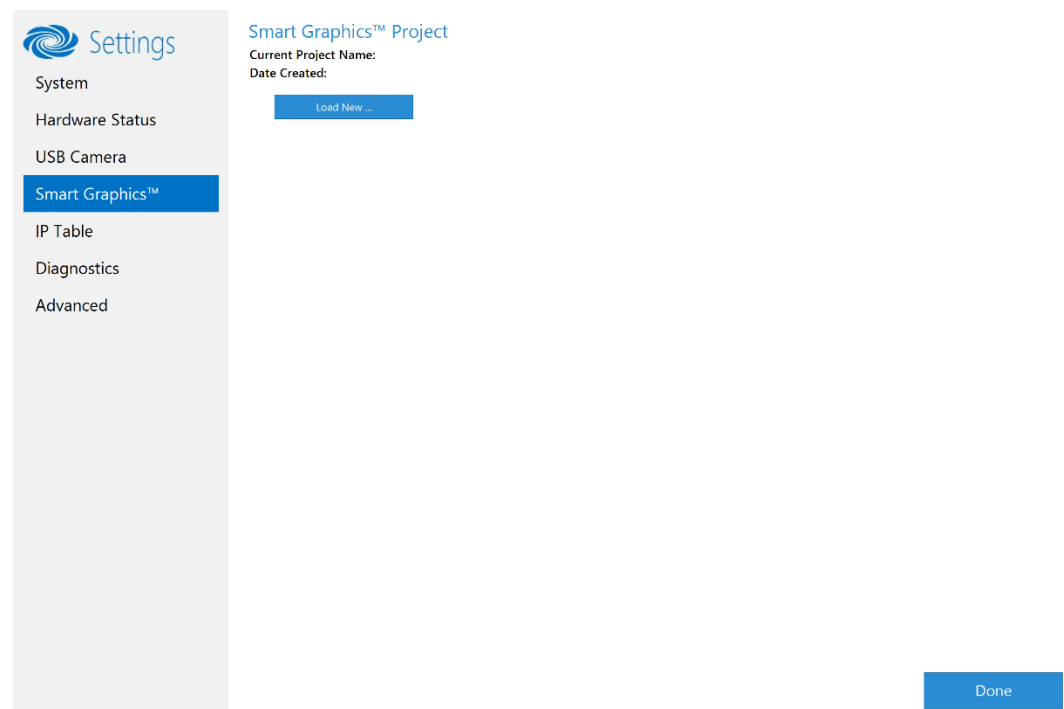 Settings
System
Hardware Status
USB Camera
Smart Graphics™
IP Table
Diagnostics
Advanced
Smart Graphics™ Project
Current Project Name:
Date Created:
Load New ...
Done